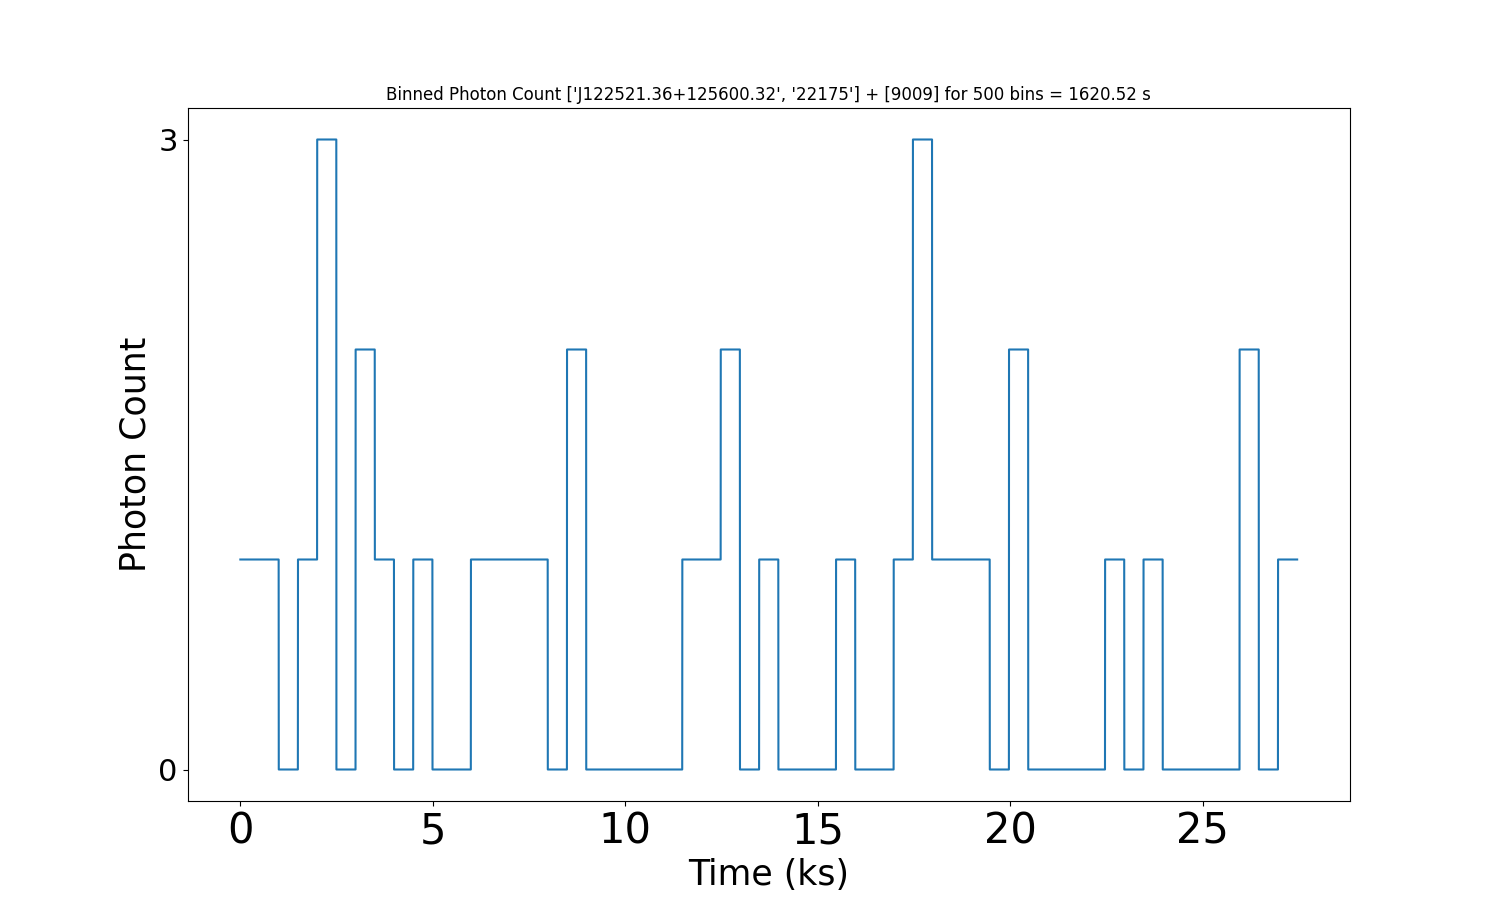 Binned Photon Count ['J122521.36+125600.32', '22175'] + [9009] for 500 bins = 1620.52 s
3
Photon Count
0
0 5 10 15 20 25
Time (ks)